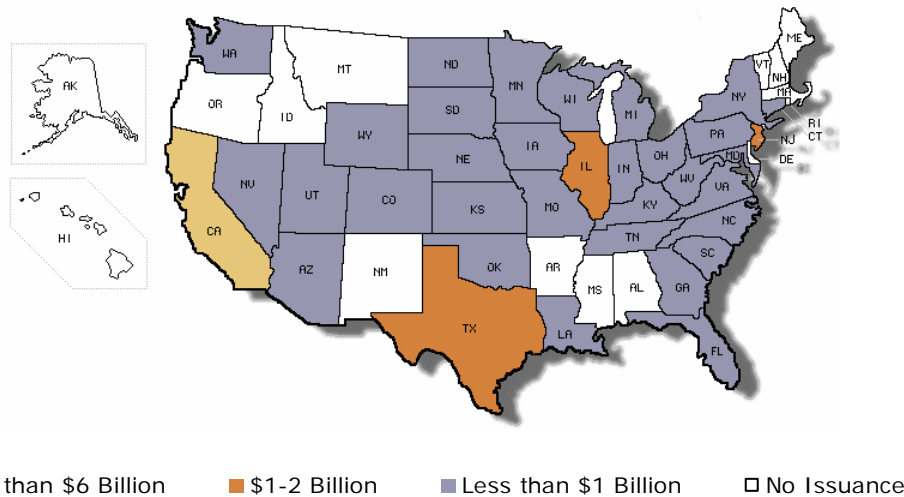 ME
WA
VT
MT
ND
NH
MN
AK
MA
NY
WI
OR
SD
MI
RI
ID
CT
WY
PA
NJ
IA
OH
MD
DE
NE
IN
IL
NV
WV
UT
VA
CO
KY
MO
KS
NC
CA
TN
HI
SC
OK
AR
AZ
NM
GA
MS
AL
TX
LA
FL
than $6 Billion $1-2 Billion Less than $1 Billion No Issuance